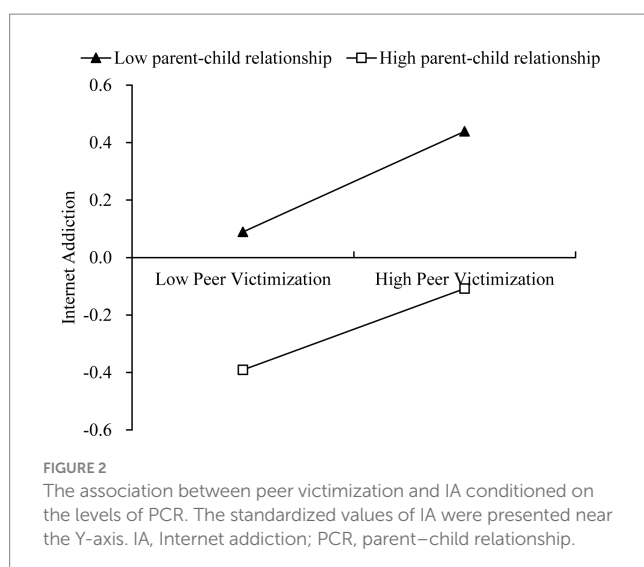 Low parent-child relationship High parent-child relationship
0.6
0.4
0.2
0.0
-0.2
-0.4
-0.6
Internet Addiction
Low Peer Victimization High Peer Victimization
FIGURE 2
The association between peer victimization and IA conditioned on
the levels of PCR. The standardized values of IA were presented near
the Y-axis. IA, Internet addiction; PCR, parent–child relationship.